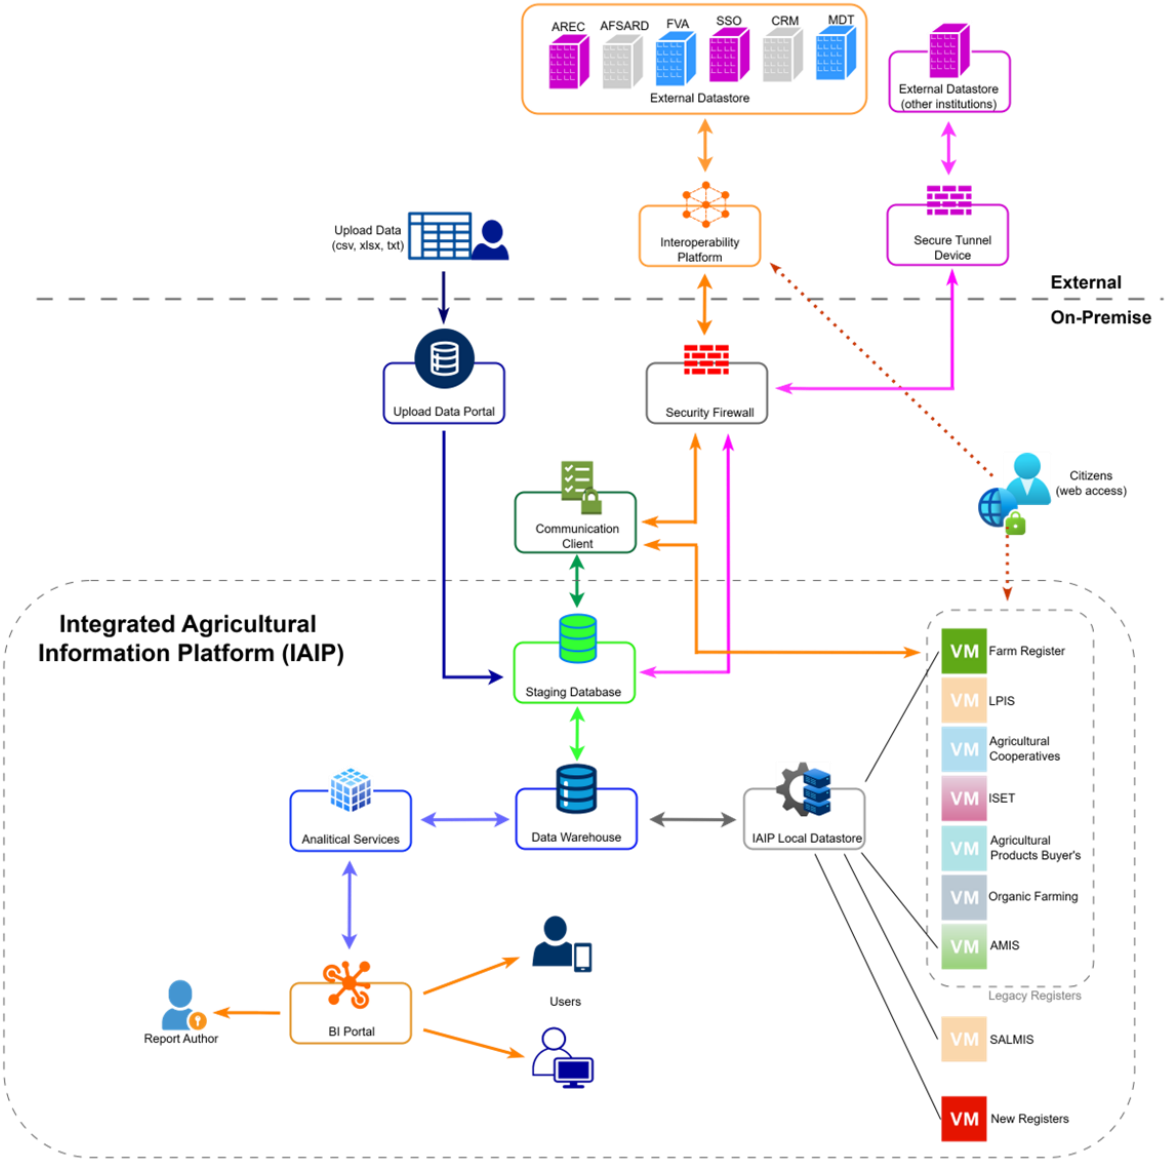 AREC
AFSARD
FVA
SSO
CRM
MDT
External Datastore
External Datastore
(other institutions)
Upload Data
(csv, xlsx, txt)
Interoperability
Platform
Secure Tunnel
Device
External
On-Premise
Upload Data Portal
Security Firewall
Citizens
(web access)
Communication
Client
Integrated Agricultural
Information Platform (IAIP)
Staging Database
VM
Farm Register
VM
LPIS
VM
Agricultural
Cooperatives
VM
ISET
VM
Agricultural
Products Buyer's
VM
Organic Farming
VM
AMIS
Legacy Registers
VM
SALMIS
VM
New Registers
Analitical Services
Data Warehouse
IAIP Local Datastore
BI Portal
Report Author
Users